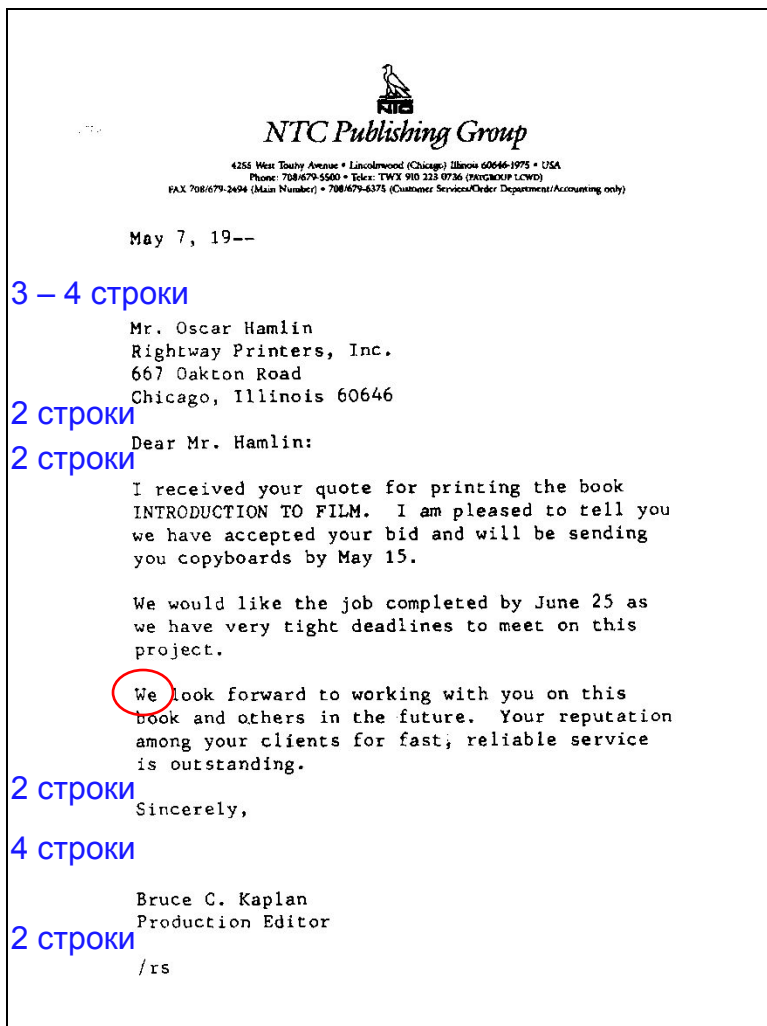 NTC
NTC Publishing Group
4255 West Touhy Avenue • Lincolnwood (Chicago) Illinois 60646-1975 • USA
Phone: 708/679-5500 • Telex: TWX 910 223 0736 (PATGROUP LCWD)
FAX 708/679-2494 (Main Number) • 708/679-6375 (Customer Services/Order Department/Accounting only)
May 7, 19--
3 – 4 строки
Mr. Oscar Hamlin
Rightway Printers, Inc.
667 Oakton Road
Chicago, Illinois 60646
2 строки
Dear Mr. Hamlin:
2 строки
I received your quote for printing the book
INTRODUCTION TO FILM. I am pleased to tell you
we have accepted your bid and will be sending
you copyboards by May 15.
We would like the job completed by June 25 as
we have very tight deadlines to meet on this
project.
We look forward to working with you on this
book and others in the future. Your reputation
among your clients for fast, reliable service
is outstanding.
2 строки
Sincerely,
4 строки
Bruce C. Kaplan
Production Editor
2 строки
/rs